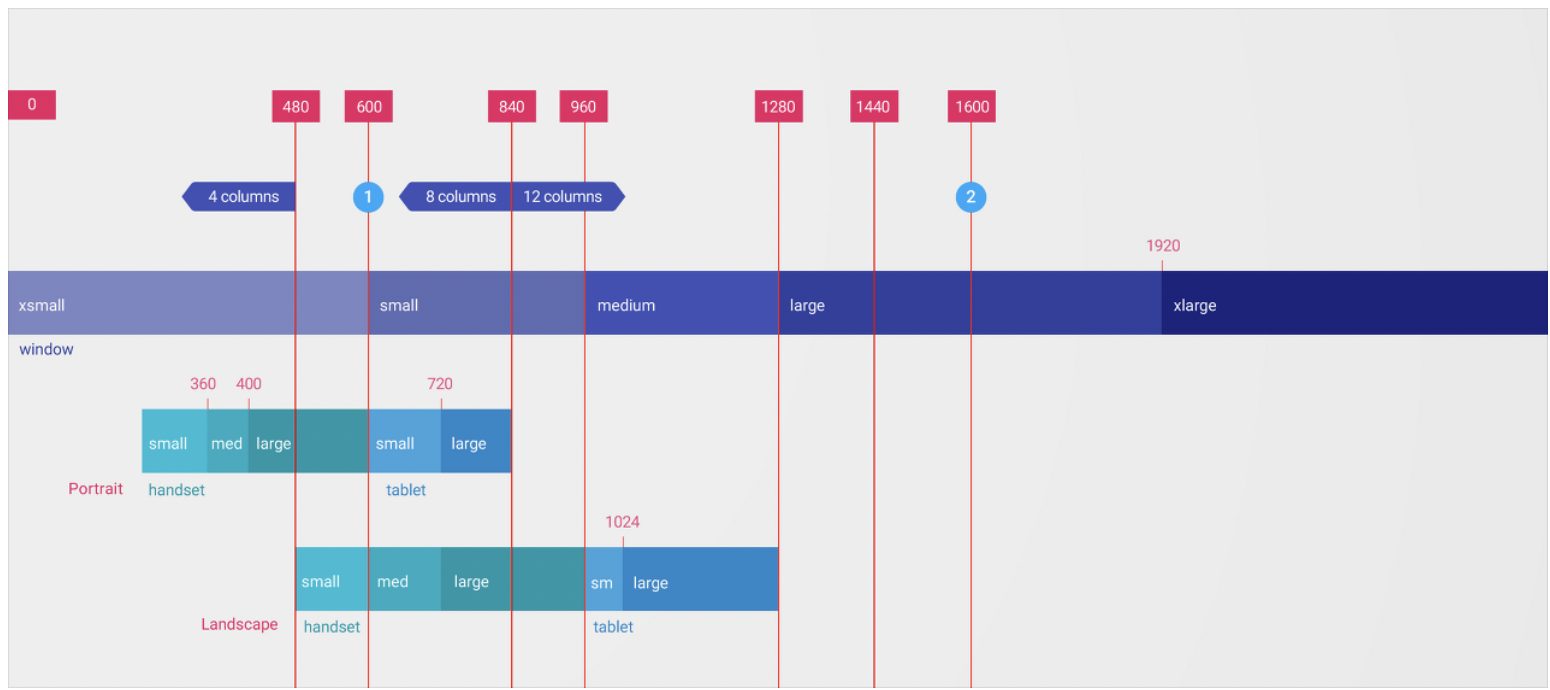 0 480 600 840 960 1280 1440 1600
4 columns 1 8 columns 12 columns 2
1920
xsmall small medium large xlarge
window
360 400 720
small med large small large
Portrait handset tablet
1024
small med large sm large
Landscape handset tablet